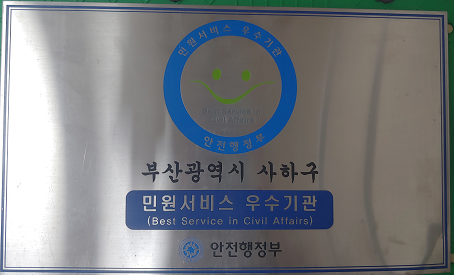 민원서비스 우수기관
안전행정부
부산광역시 사하구
민원서비스 우수기관
(Best Service in Civil Affairs)
안전행정부